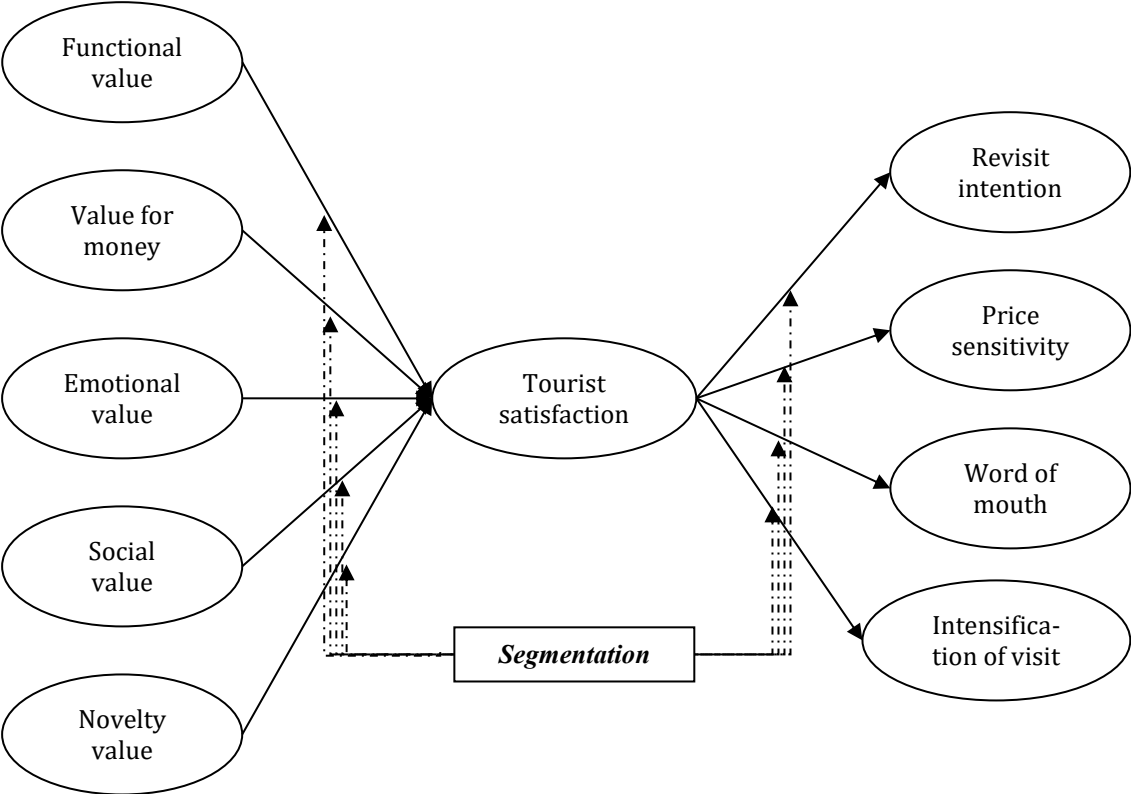 Functional
value
Value for
money
Emotional
value
Social
value
Novelty
value
Tourist
satisfaction
Segmentation
Revisit
intention
Price
sensitivity
Word of
mouth
Intensifica-
tion of visit